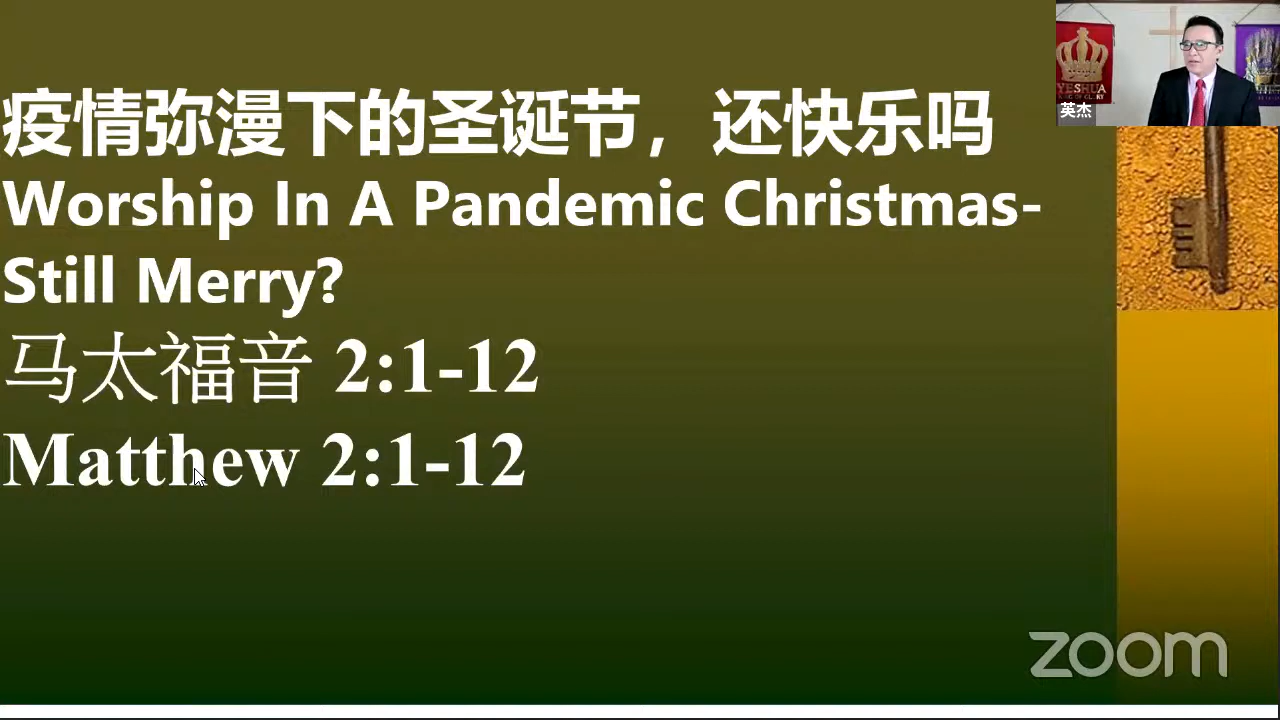 疫情弥漫下的圣诞节，还快乐吗
Worship In A Pandemic Christmas-
Still Merry?
马太福音 2:1-12
Matthew 2:1-12
YESHUA
英杰
zoom